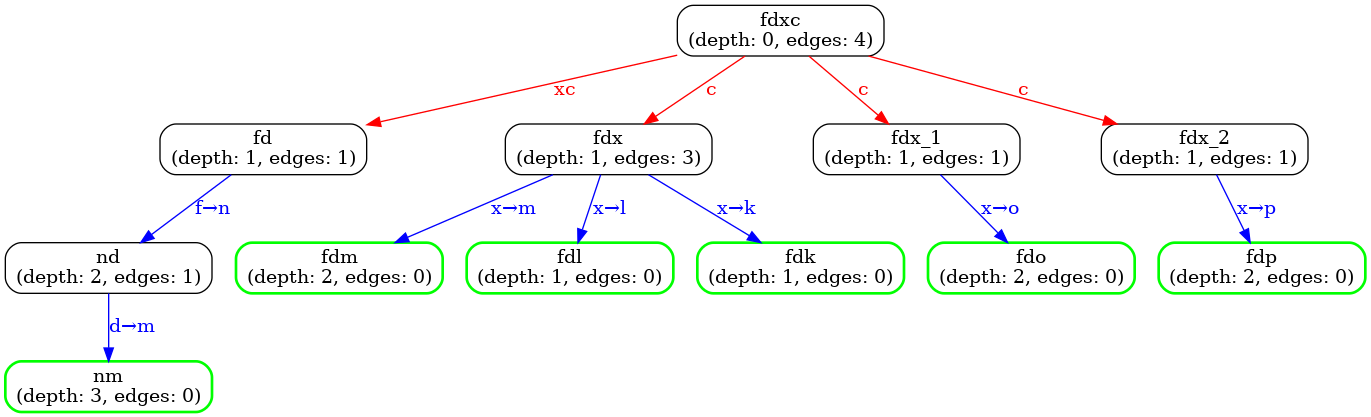 fdxc
(depth: 0, edges: 4)
xc
c
c
c
fd
(depth: 1, edges: 1)
fdx
(depth: 1, edges: 3)
fdx_1
(depth: 1, edges: 1)
fdx_2
(depth: 1, edges: 1)
f→n
x→m
x→l
x→k
x→o
x→p
nd
(depth: 2, edges: 1)
fdm
(depth: 2, edges: 0)
fdl
(depth: 1, edges: 0)
fdk
(depth: 1, edges: 0)
fdo
(depth: 2, edges: 0)
fdp
(depth: 2, edges: 0)
d→m
nm
(depth: 3, edges: 0)